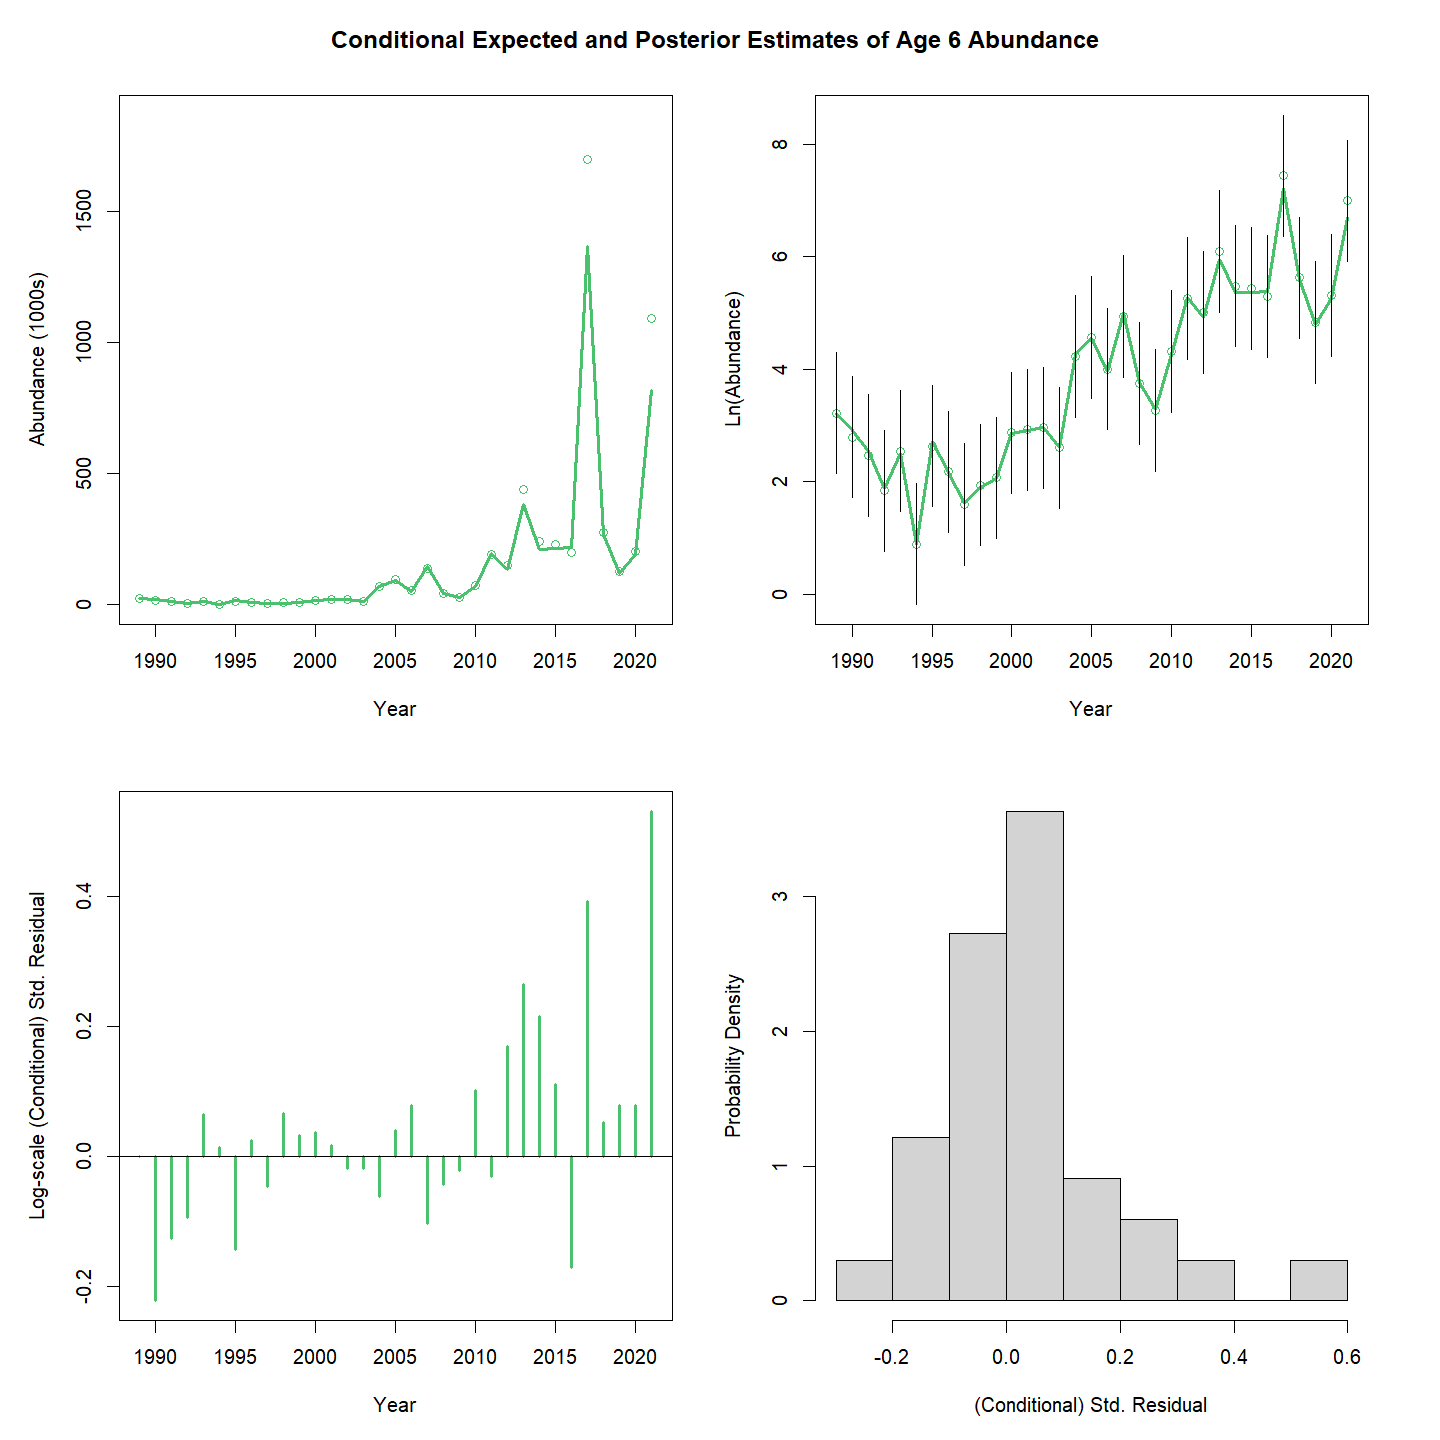 Conditional Expected and Posterior Estimates of Age 6 Abundance
Abundance (1000s)
1500
1000
500
0
1990 1995 2000 2005 2010 2015 2020
Year
Ln(Abundance)
8
6
4
2
0
1990 1995 2000 2005 2010 2015 2020
Year
Log-scale (Conditional) Std. Residual
0.4
0.2
0.0
-0.2
1990 1995 2000 2005 2010 2015 2020
Year
Probability Density
3
2
1
0
-0.2 0.0 0.2 0.4 0.6
(Conditional) Std. Residual